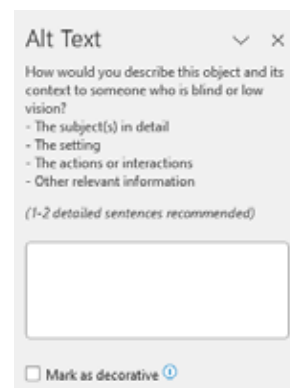 Alt Text
How would you describe this object and its
context to someone who is blind or low
vision?
- The subject(s) in detail
- The setting
- The actions or interactions
- Other relevant information
(1-2 detailed sentences recommended)
Mark as decorative